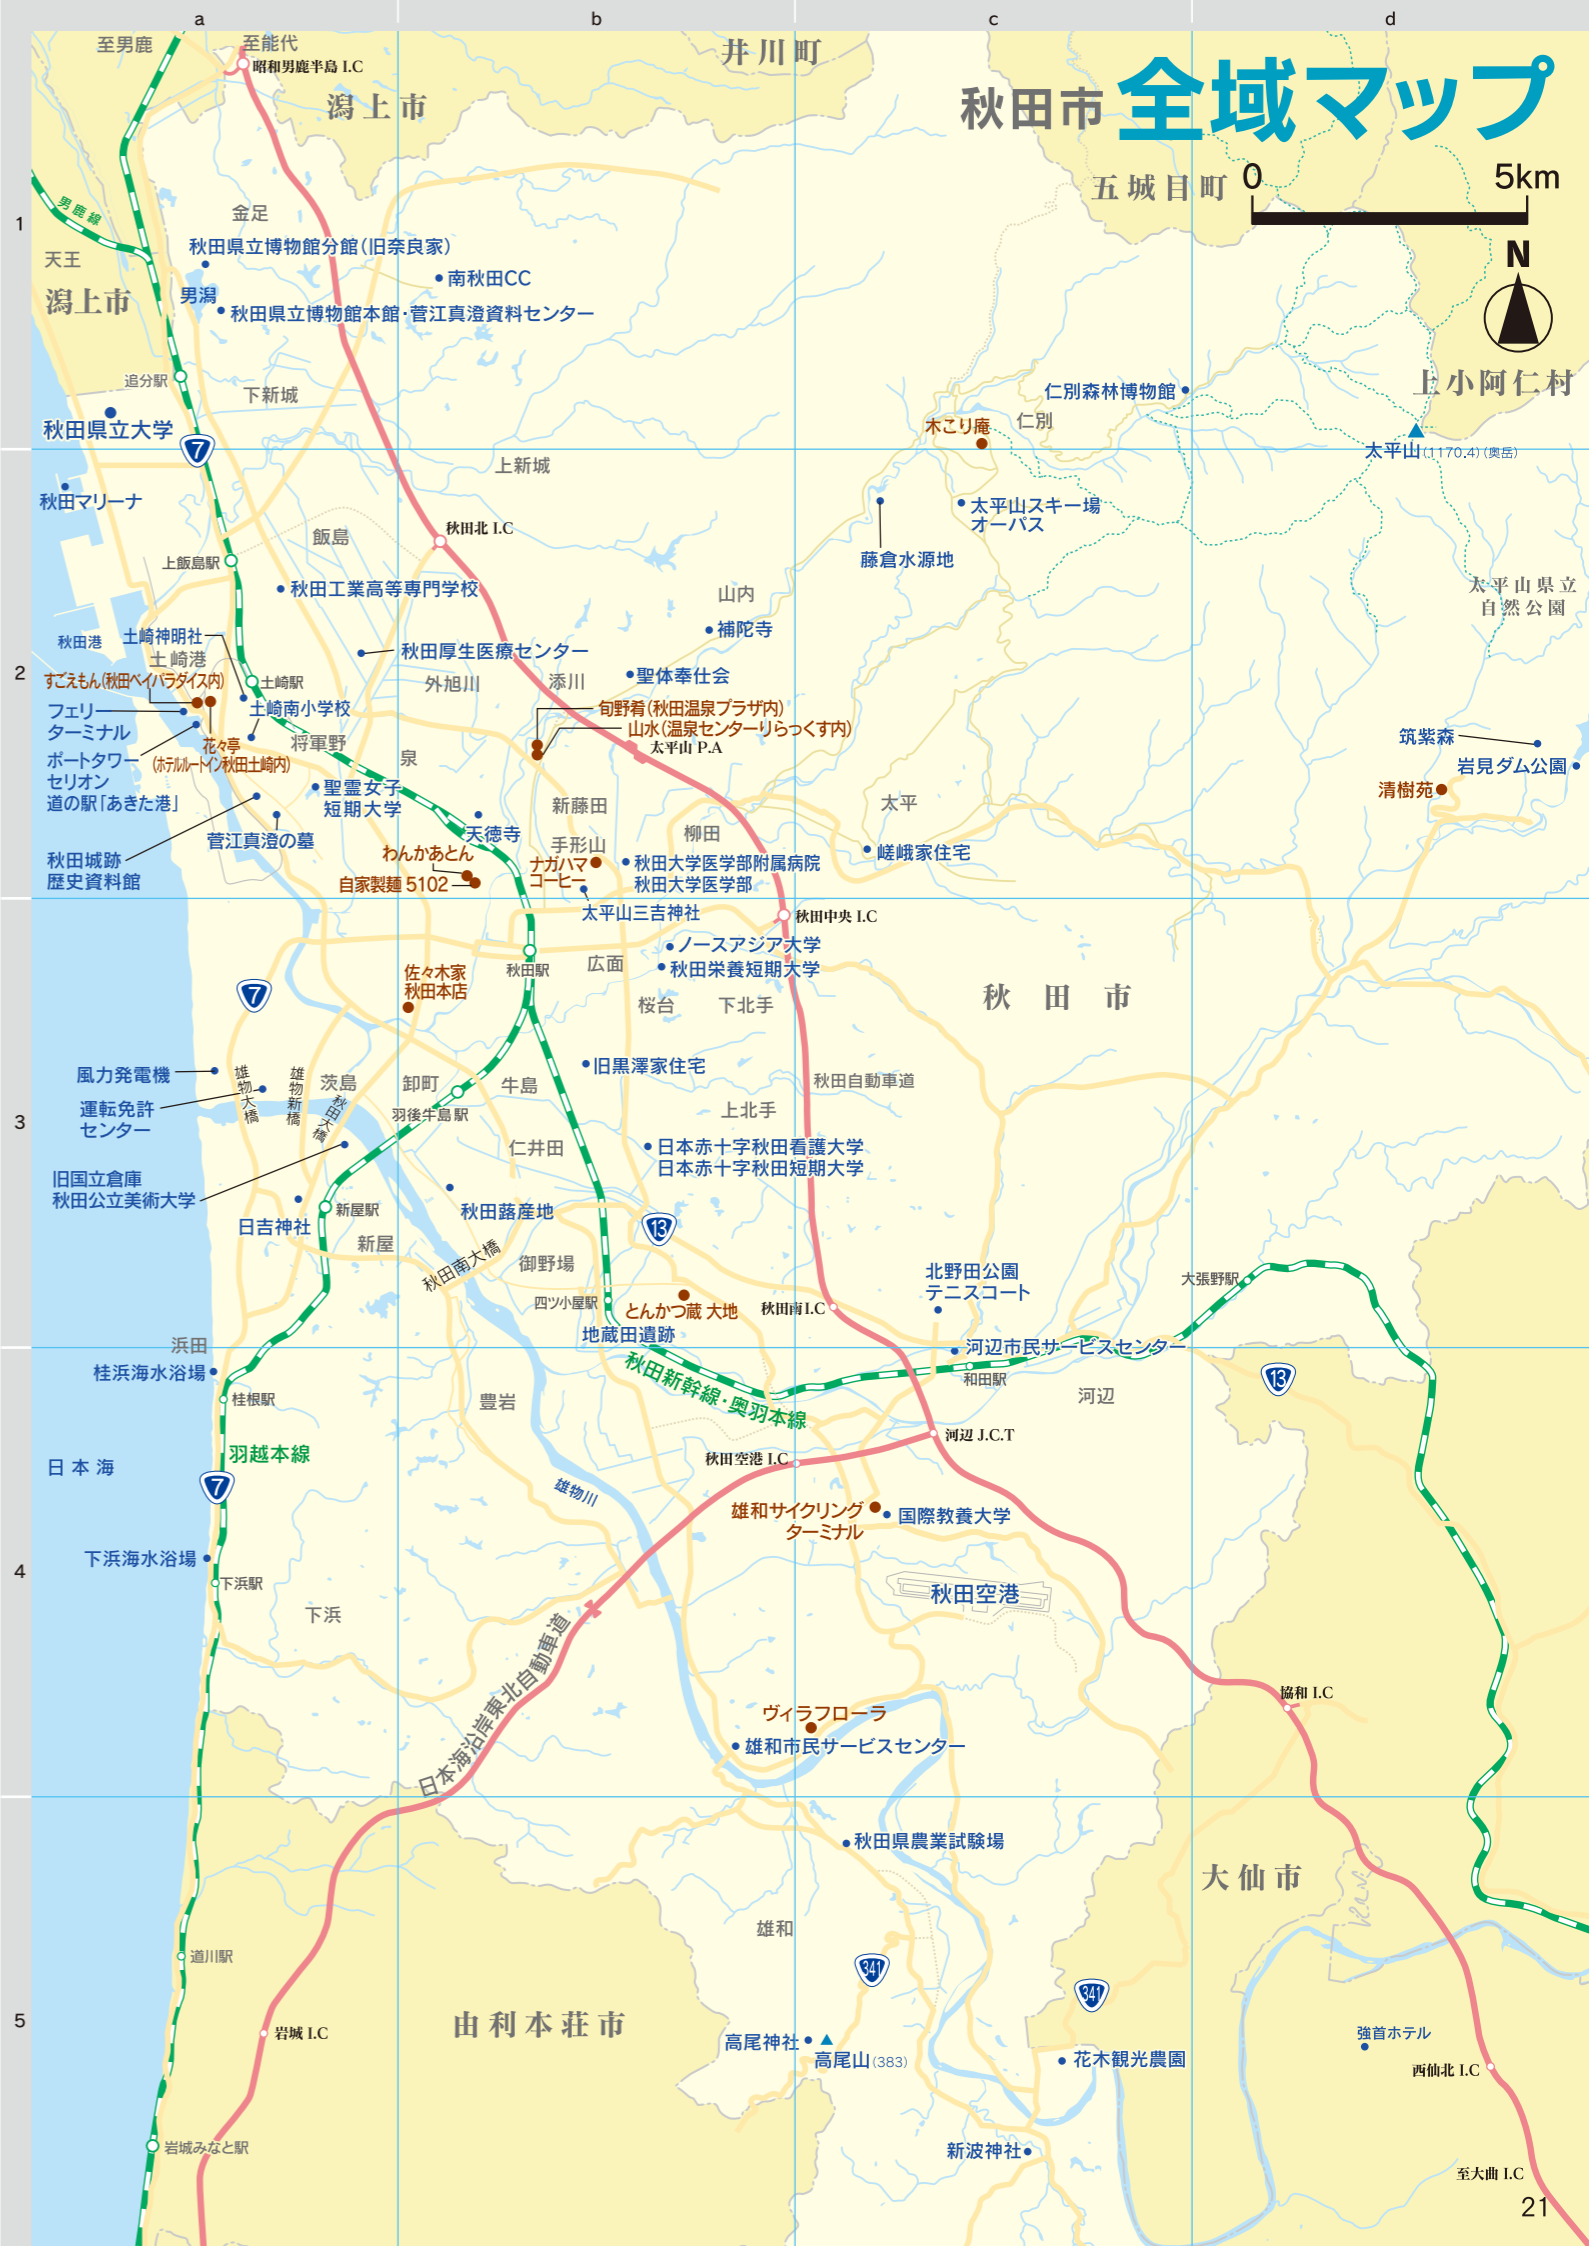 a
b
c
d
至男鹿
至能代
昭和男鹿半島 I.C
井川町
潟上市
秋田市 全域マップ
五城目町
0
5km
N
1
男鹿線
金足
秋田県立博物館分館(旧奈良家)
天王
潟上市
男潟
南秋田CC
秋田県立博物館本館・菅江真澄資料センター
追分駅
下新城
仁別森林博物館
上小阿仁村
秋田県立大学
7
木こり庵
仁別
太平山(1170.4)(奥岳)
上新城
秋田マリーナ
秋田北 I.C
太平山スキー場
オーパス
飯島
上飯島駅
藤倉水源地
秋田工業高等専門学校
山内
太平山県立
自然公園
秋田港
土崎神明社
補陀寺
土崎港
秋田厚生医療センター
2
すごえもん(秋田ベイパラダイス内)
土崎駅
外旭川
添川
聖体奉仕会
フェリー
ターミナル
土崎南小学校
旬野肴(秋田温泉プラザ内)
山水(温泉センターりらっくす内)
太平山 P.A
花々亭
(ホテルルートイン秋田土崎内)
将軍野
泉
筑紫森
岩見ダム公園
ポートタワー
セリオン
道の駅「あきた港」
聖霊女子
短期大学
清樹苑
新藤田
太平
菅江真澄の墓
天徳寺
手形山
柳田
秋田城跡
歴史資料館
わんかあとん
自家製麺 5102
ナガハマ
コーヒー
秋田大学医学部附属病院
秋田大学医学部
嵯峨家住宅
太平山三吉神社
秋田中央 I.C
ノースアジア大学
秋田栄養短期大学
秋田駅
広面
佐々木家
秋田本店
7
桜台
下北手
秋田市
風力発電機
雄物大橋
雄物新橋
秋田大橋
茨島
卸町
牛島
旧黒澤家住宅
秋田自動車道
運転免許
センター
羽後牛島駅
上北手
3
仁井田
日本赤十字秋田看護大学
日本赤十字秋田短期大学
旧国立倉庫
秋田公立美術大学
日吉神社
新屋駅
秋田蕗産地
新屋
13
秋田南大橋
御野場
北野田公園
テニスコート
大張野駅
四ツ小屋駅
とんかつ蔵 大地
秋田南I.C
浜田
地蔵田遺跡
河辺市民サービスセンター
桂浜海水浴場
秋田新幹線・奥羽本線
和田駅
13
桂根駅
豊岩
河辺
羽越本線
日本海
7
河辺 J.C.T
秋田空港 I.C
雄物川
雄和サイクリング
ターミナル
国際教養大学
下浜海水浴場
4
下浜駅
秋田空港
下浜
日本海沿岸東北自動車道
協和 I.C
ヴィラフローラ
雄和市民サービスセンター
秋田県農業試験場
大仙市
雄和
道川駅
341
341
5
岩城 I.C
由利本荘市
高尾神社
高尾山(383)
花木観光農園
強首ホテル
西仙北 I.C
岩城みなと駅
新波神社
至大曲 I.C
21